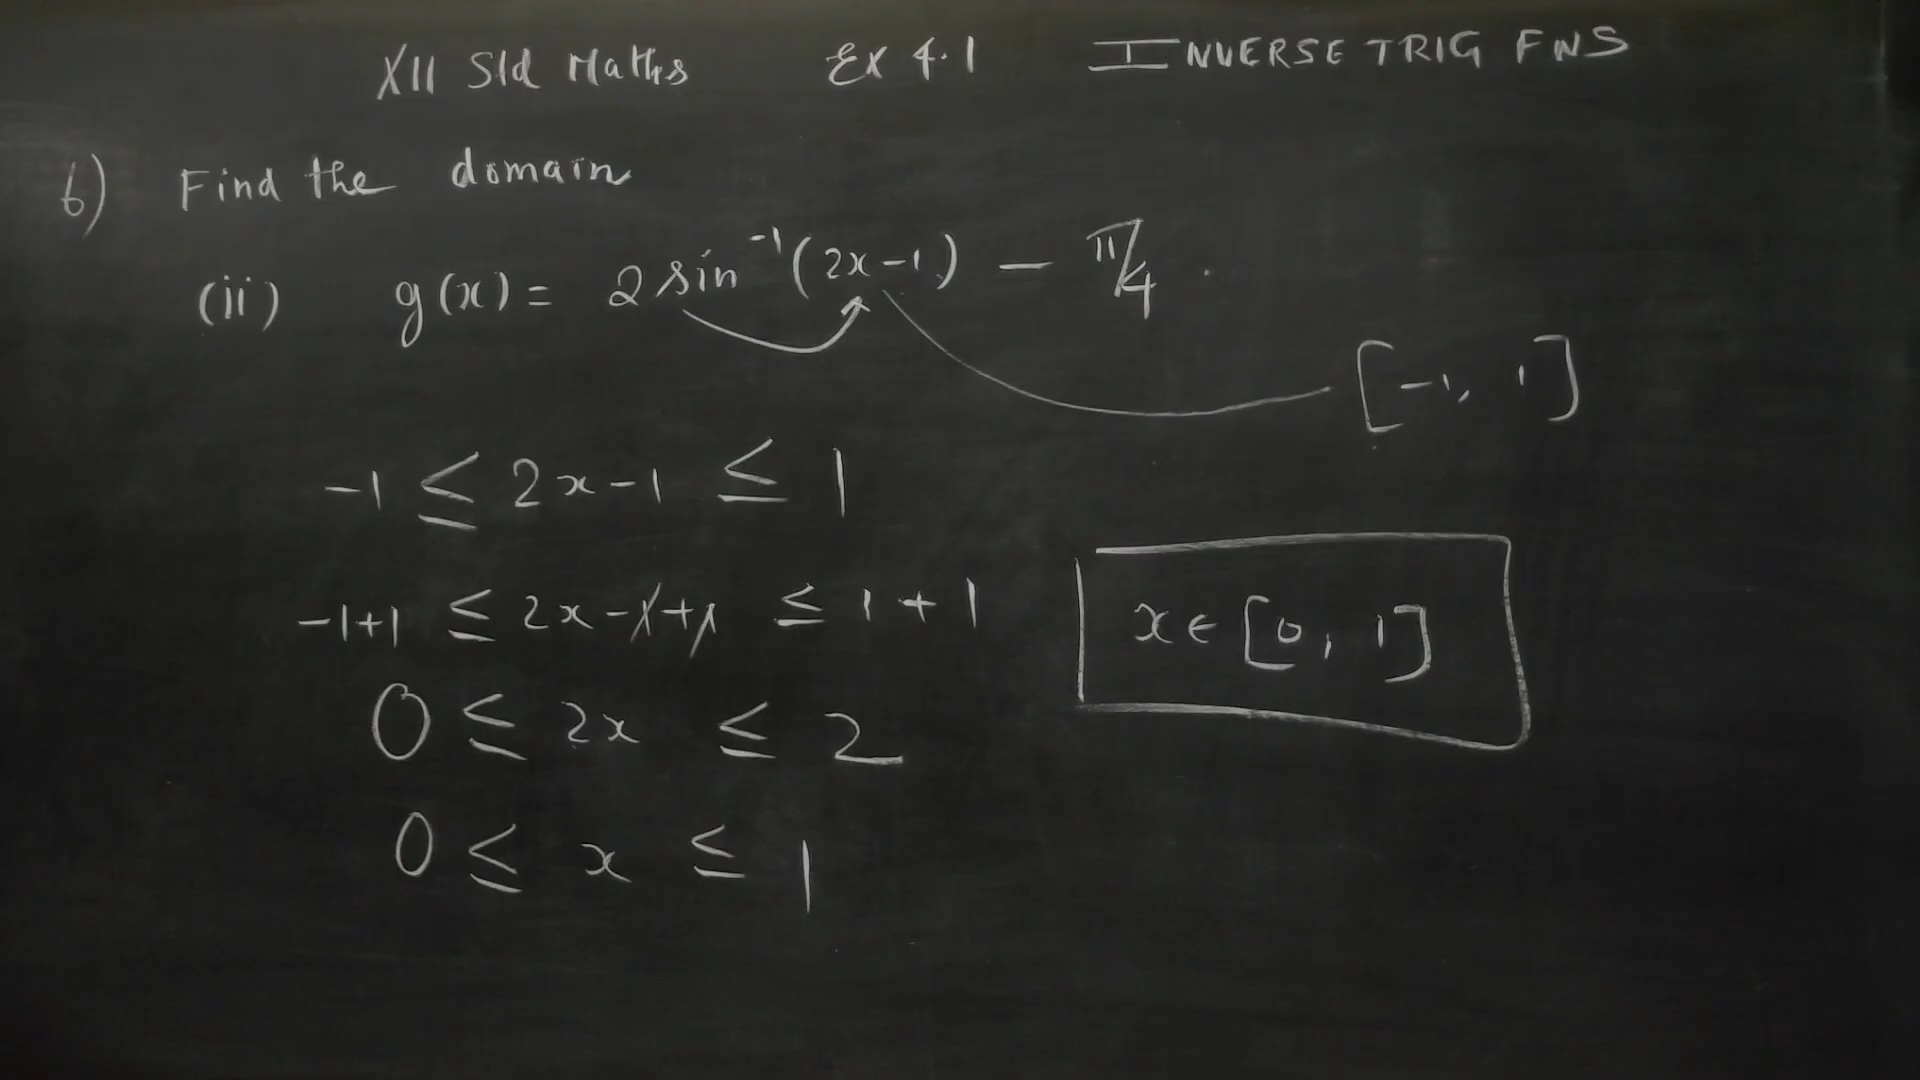 XII Std Maths Ex 4.1 INVERSE TRIG FNS
6) Find the domain
(ii) g(x) = 2 sin⁻¹(2x-1) - π/4.
[-1, 1]
-1 ≤ 2x-1 ≤ 1
-1+1 ≤ 2x-1+1 ≤ 1+1
x ∈ [0, 1]
0 ≤ 2x ≤ 2
0 ≤ x ≤ 1